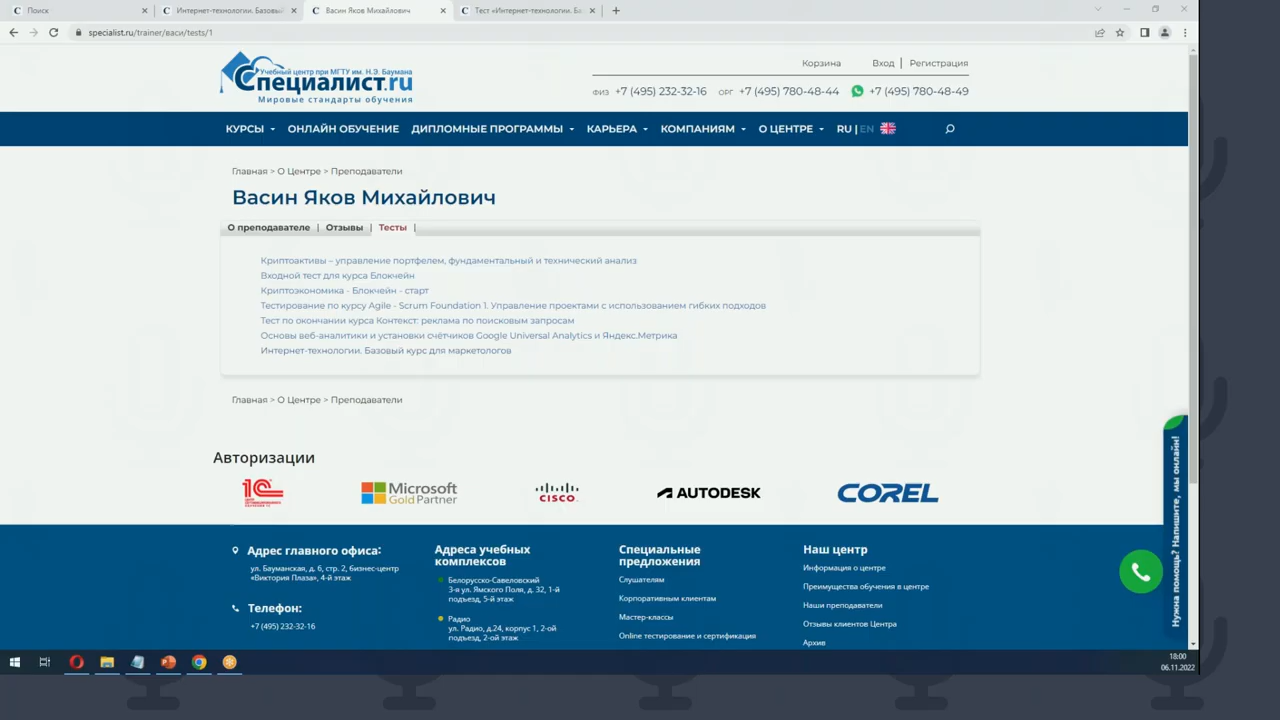 Поиск
Интернет-технологии. Базовый
Васин Яков Михайлович
Тест «Интернет-технологии. Ба
specialist.ru/trainer/васи/tests/1
Учебный центр при МГТУ им. Н.Э. Баумана
Специалист.ru
Мировые стандарты обучения
Корзина
Вход | Регистрация
ФИЗ +7 (495) 232-32-16 ОРГ +7 (495) 780-48-44 +7 (495) 780-48-49
КУРСЫ ОНЛАЙН ОБУЧЕНИЕ ДИПЛОМНЫЕ ПРОГРАММЫ КАРЬЕРА КОМПАНИЯМ О ЦЕНТРЕ RU | EN
Главная > О Центре > Преподаватели
Васин Яков Михайлович
О преподавателе | Отзывы | Тесты |
Криптоактивы – управление портфелем, фундаментальный и технический анализ
Входной тест для курса Блокчейн
Криптоэкономика - Блокчейн - старт
Тестирование по курсу Agile - Scrum Foundation 1. Управление проектами с использованием гибких подходов
Тест по окончании курса Контекст: реклама по поисковым запросам
Основы веб-аналитики и установки счётчиков Google Universal Analytics и Яндекс.Метрика
Интернет-технологии. Базовый курс для маркетологов
Главная > О Центре > Преподаватели
Авторизации
1С
Microsoft
Gold Partner
CISCO
AUTODESK
COREL
Нужна помощь? Напишите, мы онлайн!
Адрес главного офиса:
ул. Бауманская, д. 6, стр. 2, бизнес-центр
«Виктория Плаза», 4-й этаж
Телефон:
+7 (495) 232-32-16
Адреса учебных
комплексов
Белорусско-Савеловский
3-я ул. Ямского Поля, д. 32, 1-й
подъезд, 5-й этаж
Радио
ул. Радио, д.24, корпус 1, 2-ой
подъезд, 2-ой этаж
Специальные
предложения
Слушателям
Корпоративным клиентам
Мастер-классы
Online тестирование и сертификация
Наш центр
Информация о центре
Преимущества обучения в центре
Наши преподаватели
Отзывы клиентов Центра
Архив
18:00
06.11.2022